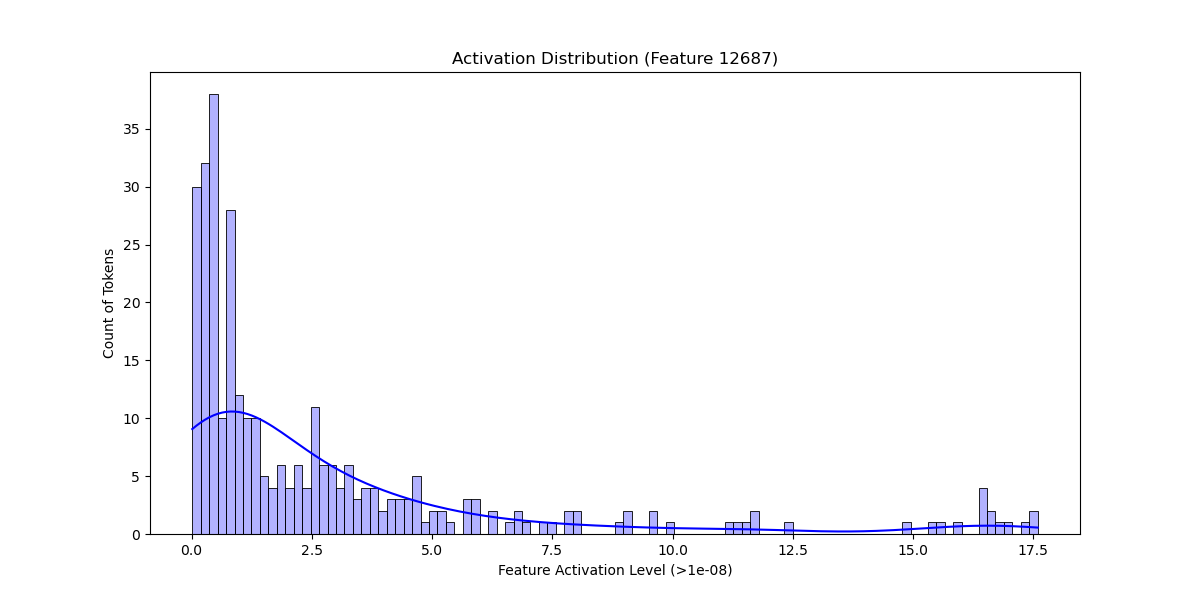 Activation Distribution (Feature 12687)
Count of Tokens
35
30
25
20
15
10
5
0
0.0 2.5 5.0 7.5 10.0 12.5 15.0 17.5
Feature Activation Level (>1e-08)